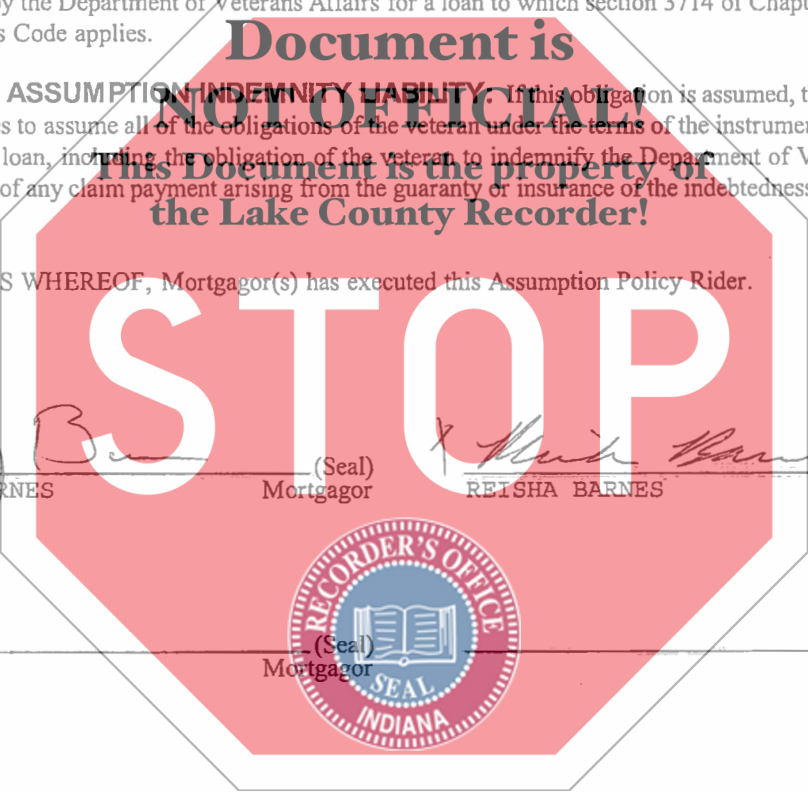 by the Department of Veterans Affairs for a loan to which section 3714 of Chap
s Code applies.
Document is
ASSUMPTION INDEMNITY LIABILITY: If this obligation is assumed, t
NOT OFFICIAL!
es to assume all of the obligations of the veteran under the terms of the instrumen
loan, including the obligation of the veteran to indemnify the Department of V
This Document is the property of
of any claim payment arising from the guaranty or insurance of the indebtedness
the Lake County Recorder!
S WHEREOF, Mortgagor(s) has executed this Assumption Policy Rider.
STOP
(Seal)
RNES Mortgagor REISHA BARNES
RECORDER'S OFFICE
(Seal)
Mortgagor
SEAL
INDIANA